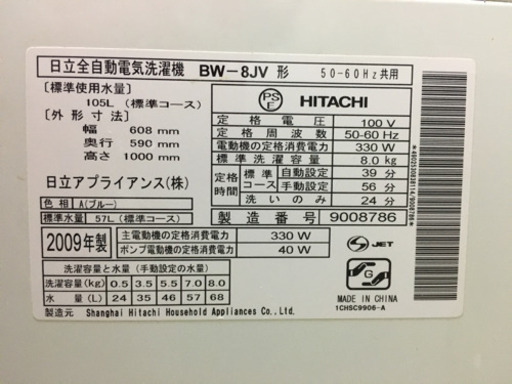 日立全自動電気洗濯機 BW-8JV 形 50-60Hz共用
[標準使用水量]
105L (標準コース)
[外形寸法]
幅 608 mm
奥行 590 mm
高さ 1000 mm
日立アプライアンス(株)
色相 A(ブルー)
標準水量 57L (標準コース)
PSE HITACHI
定格電圧 100 V
定格周波数 50-60 Hz
電動機の定格消費電力 330 W
標準洗濯容量 8.0 kg
定格時間 標準コース 自動設定 39 分
手動設定 56 分
洗いのみ 24 分
製造番号 9008786
2009年製
主電動機の定格消費電力 330 W
ポンプ電動機の定格消費電力 40 W
洗濯容量と水量 (手動設定の水量)
洗濯容量(kg) 0.5 3.5 5.5 7.0 8.0
水量(L) 24 35 46 57 68
製造元 Shanghai Hitachi Household Appliances Co.,Ltd.
S JET
G
MADE IN CHINA
1CHSC9906-A